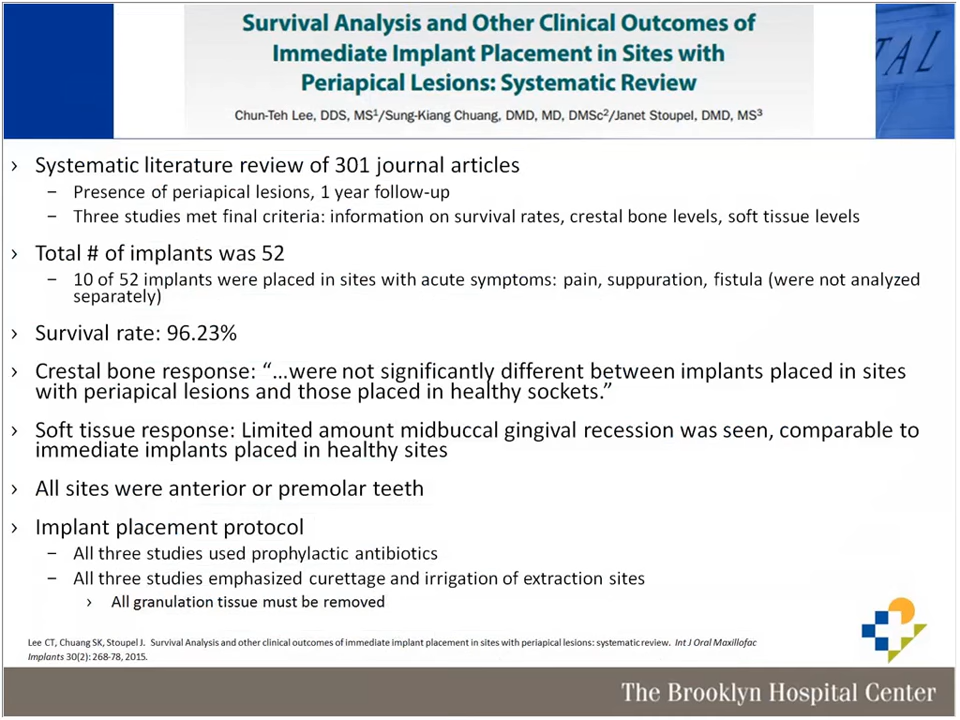 Survival Analysis and Other Clinical Outcomes of
Immediate Implant Placement in Sites with
Periapical Lesions: Systematic Review
Chun-Teh Lee, DDS, MS¹/Sung-Kiang Chuang, DMD, MD, DMSc²/Janet Stoupel, DMD, MS³
TAL
› Systematic literature review of 301 journal articles
– Presence of periapical lesions, 1 year follow-up
– Three studies met final criteria: information on survival rates, crestal bone levels, soft tissue levels
› Total # of implants was 52
– 10 of 52 implants were placed in sites with acute symptoms: pain, suppuration, fistula (were not analyzed
separately)
› Survival rate: 96.23%
› Crestal bone response: “…were not significantly different between implants placed in sites
with periapical lesions and those placed in healthy sockets.”
› Soft tissue response: Limited amount midbuccal gingival recession was seen, comparable to
immediate implants placed in healthy sites
› All sites were anterior or premolar teeth
› Implant placement protocol
– All three studies used prophylactic antibiotics
– All three studies emphasized curettage and irrigation of extraction sites
› All granulation tissue must be removed
Lee CT, Chuang SK, Stoupel J. Survival Analysis and other clinical outcomes of immediate implant placement in sites with periapical lesions: systematic review. Int J Oral Maxillofac
Implants 30(2): 268-78, 2015.
The Brooklyn Hospital Center